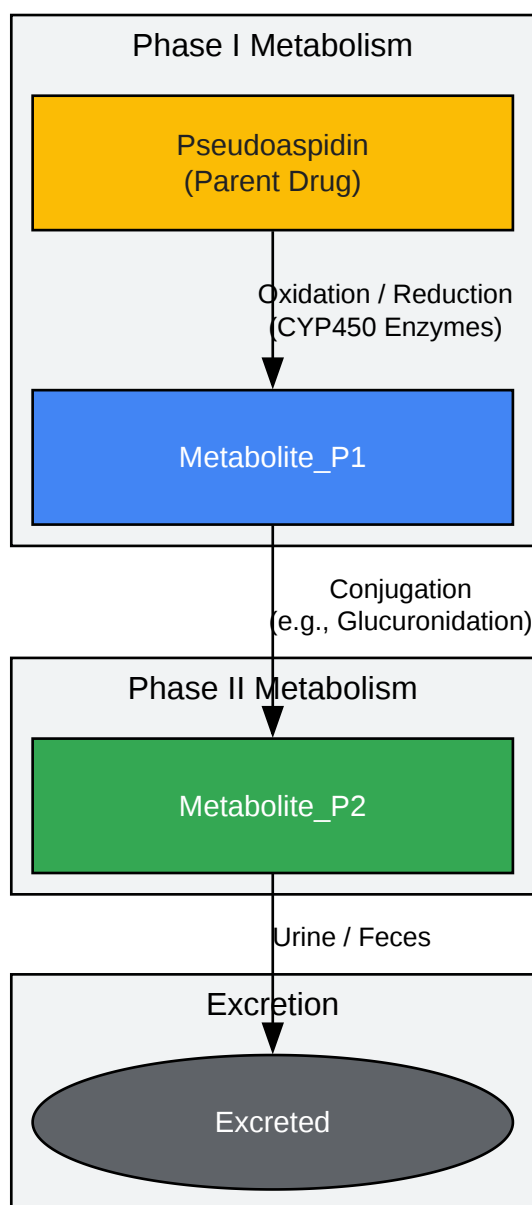 Phase I Metabolism
Pseudoaspidin
(Parent Drug)
Oxidation / Reduction
(CYP450 Enzymes)
Metabolite_P1
Conjugation
(e.g., Glucuronidation)
Phase II Metabolism
Metabolite_P2
Urine / Feces
Excretion
Excreted